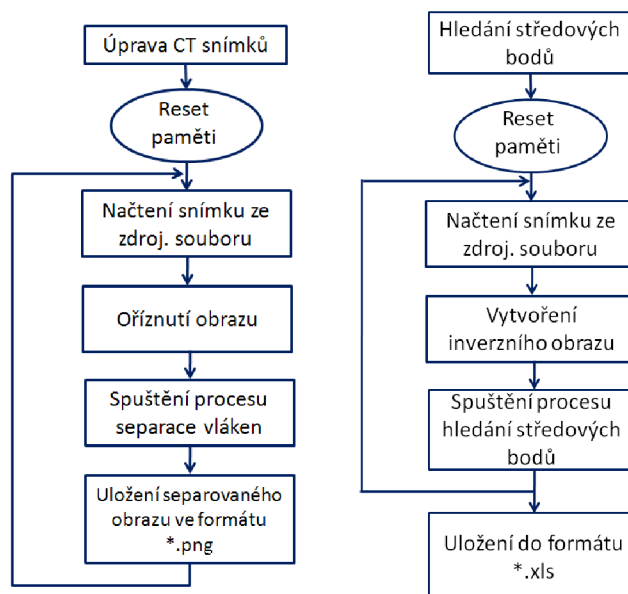 Úprava CT snímků
Reset
paměti
Načtení snímku ze
zdroj. souboru
Oříznutí obrazu
Spuštění procesu
separace vláken
Uložení separovaného
obrazu ve formátu
*.png
Hledání středových
bodů
Reset
paměti
Načtení snímku ze
zdroj. souboru
Vytvoření
inverzního obrazu
Spuštění procesu
hledání středových
bodů
Uložení do formátu
*.xls